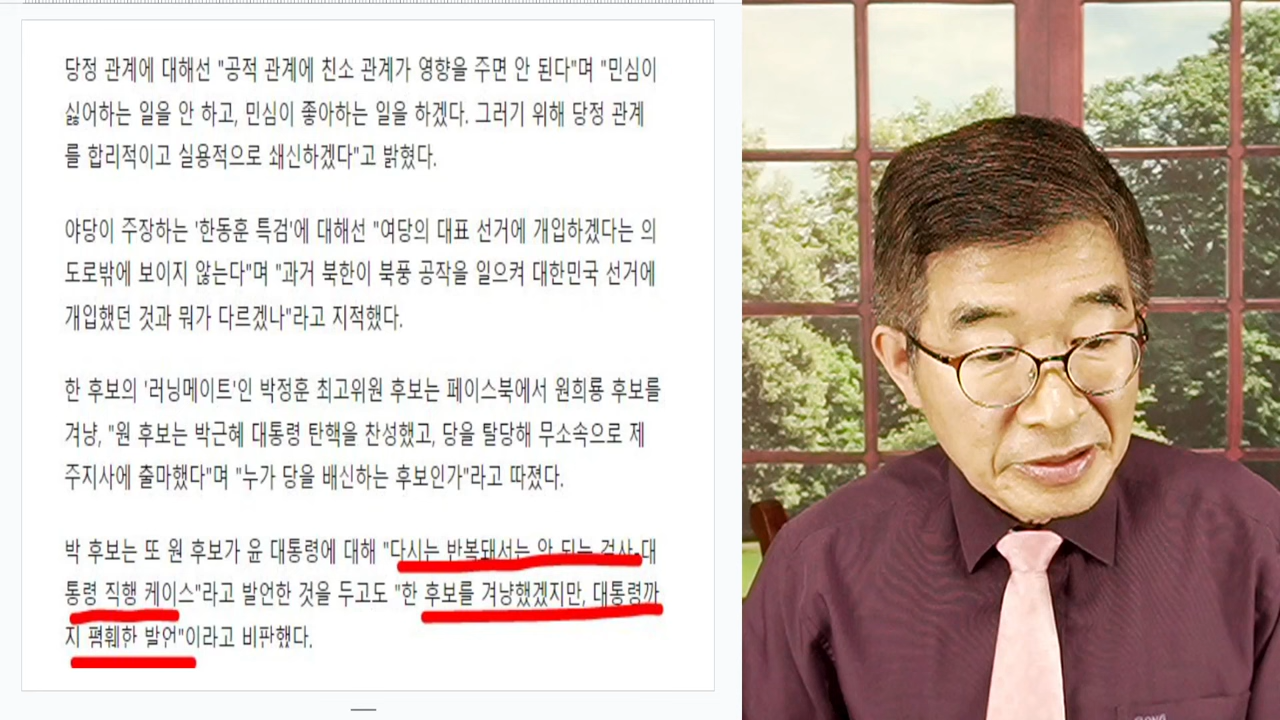 당정 관계에 대해선 "공적 관계에 친소 관계가 영향을 주면 안 된다"며 "민심이
싫어하는 일을 안 하고, 민심이 좋아하는 일을 하겠다. 그러기 위해 당정 관계
를 합리적이고 실용적으로 쇄신하겠다"고 밝혔다.
야당이 주장하는 '한동훈 특검'에 대해선 "여당의 대표 선거에 개입하겠다는 의
도로밖에 보이지 않는다"며 "과거 북한이 북풍 공작을 일으켜 대한민국 선거에
개입했던 것과 뭐가 다르겠나"라고 지적했다.
한 후보의 '러닝메이트'인 박정훈 최고위원 후보는 페이스북에서 원희룡 후보를
겨냥, "원 후보는 박근혜 대통령 탄핵을 찬성했고, 당을 탈당해 무소속으로 제
주지사에 출마했다"며 "누가 당을 배신하는 후보인가"라고 따졌다.
박 후보는 또 원 후보가 윤 대통령에 대해 "다시는 반복돼서는 안 되는 검사-대
통령 직행 케이스"라고 발언한 것을 두고도 "한 후보를 겨냥했겠지만, 대통령까
지 폄훼한 발언"이라고 비판했다.